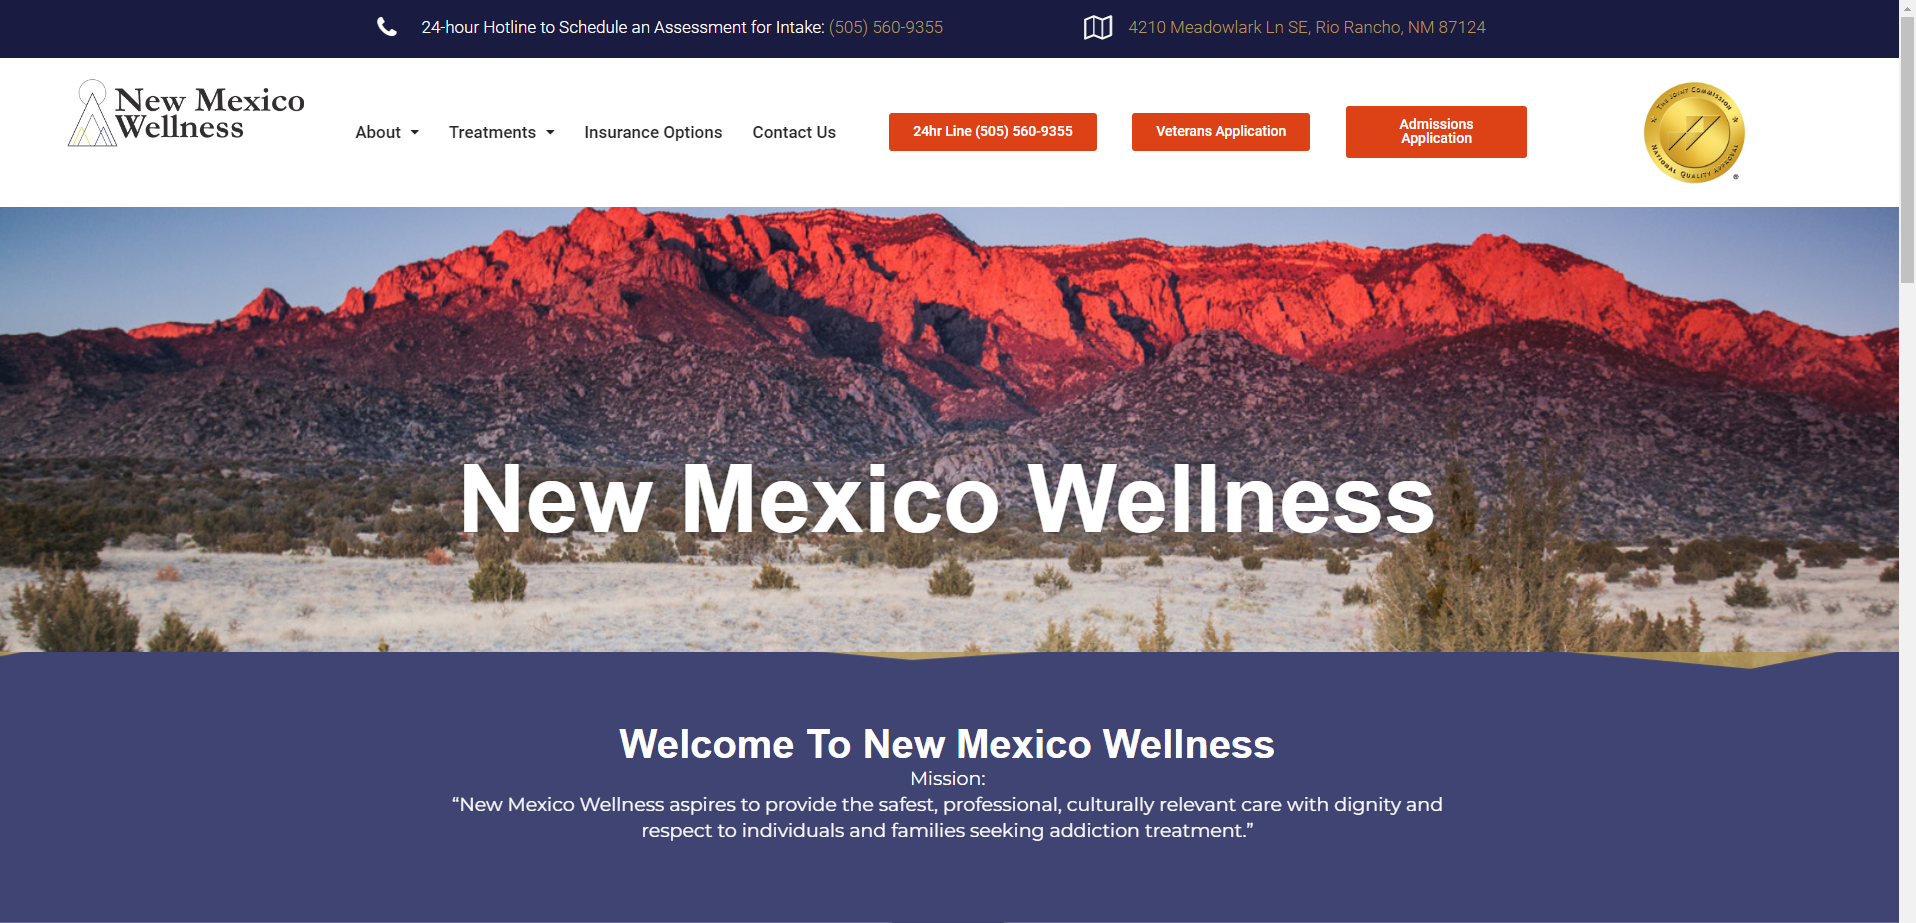 24-hour Hotline to Schedule an Assessment for Intake: (505) 560-9355
4210 Meadowlark Ln SE, Rio Rancho, NM 87124
New Mexico
Wellness
About
Treatments
Insurance Options
Contact Us
24hr Line (505) 560-9355
Veterans Application
Admissions
Application
The Joint Commission
National Quality Approval
®
New Mexico Wellness
Welcome To New Mexico Wellness
Mission:
“New Mexico Wellness aspires to provide the safest, professional, culturally relevant care with dignity and
respect to individuals and families seeking addiction treatment.”